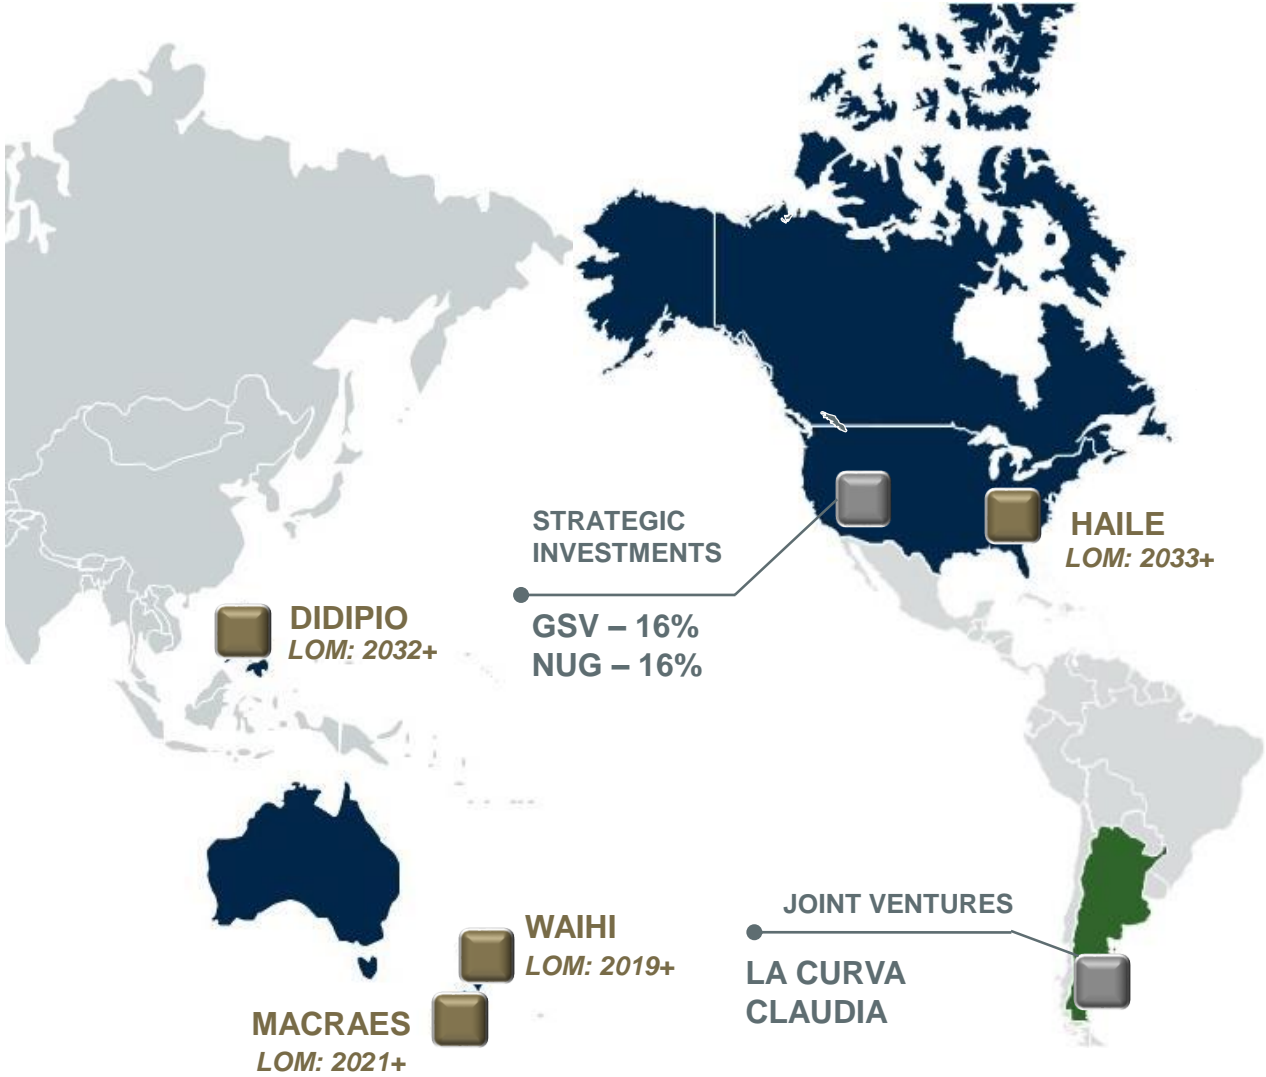 STRATEGIC
INVESTMENTS
GSV – 16%
NUG – 16%
HAILE
LOM: 2033+
DIDIPIO
LOM: 2032+
WAIHI
LOM: 2019+
MACRAES
LOM: 2021+
JOINT VENTURES
LA CURVA
CLAUDIA